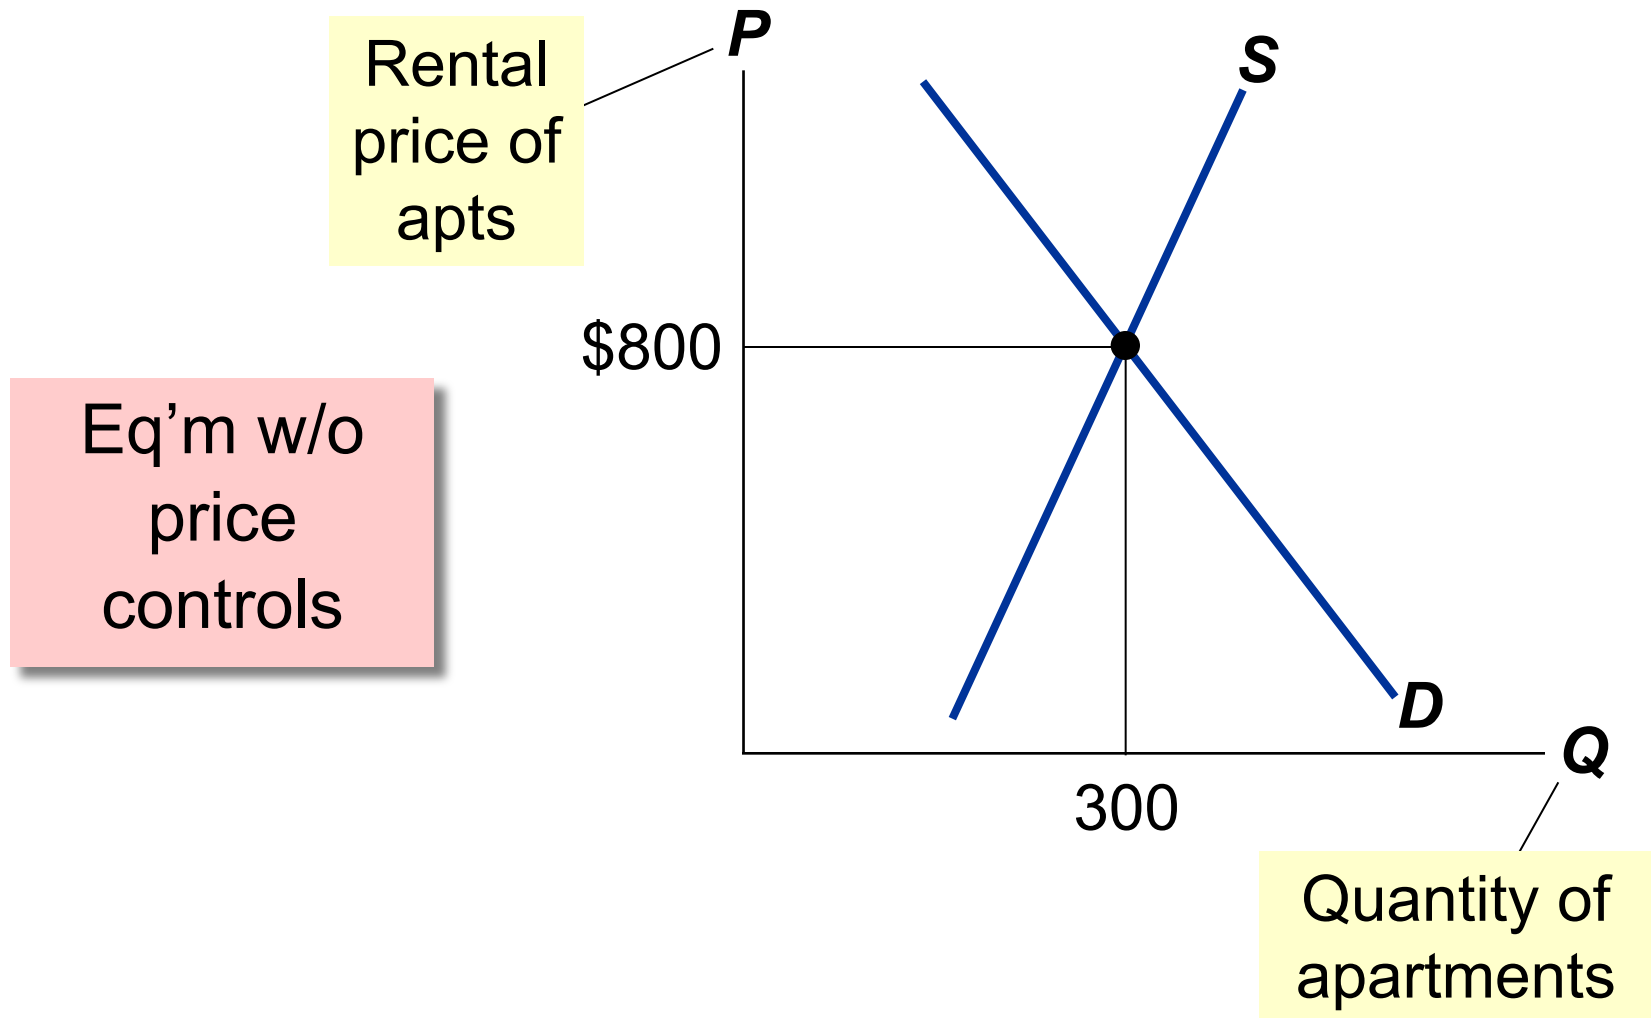 P
Rental
price of
apts
S
$800
Eq’m w/o
price
controls
D
Q
300
Quantity of
apartments